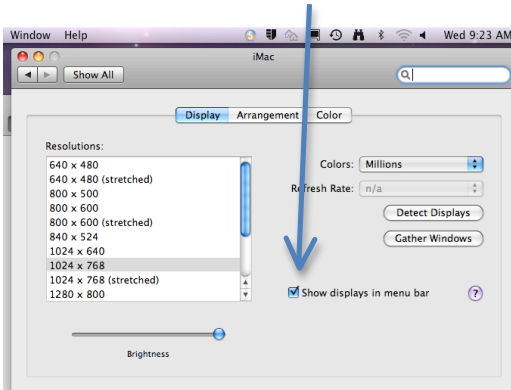 Window Help Wed 9:23 AM
iMac
Show All
Display Arrangement Color
Resolutions:
640 x 480
640 x 480 (stretched)
800 x 500
800 x 600
800 x 600 (stretched)
840 x 524
1024 x 640
1024 x 768
1024 x 768 (stretched)
1280 x 800
Colors: Millions
Refresh Rate: n/a
Detect Displays
Gather Windows
Show displays in menu bar ?
Brightness